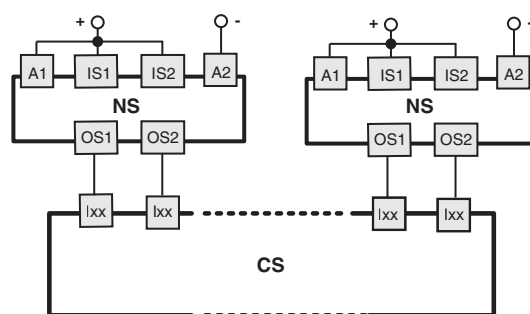 + - + -
A1 IS1 IS2 A2 A1 IS1 IS2 A2
NS NS
OS1 OS2 OS1 OS2
Ixx Ixx Ixx Ixx
CS